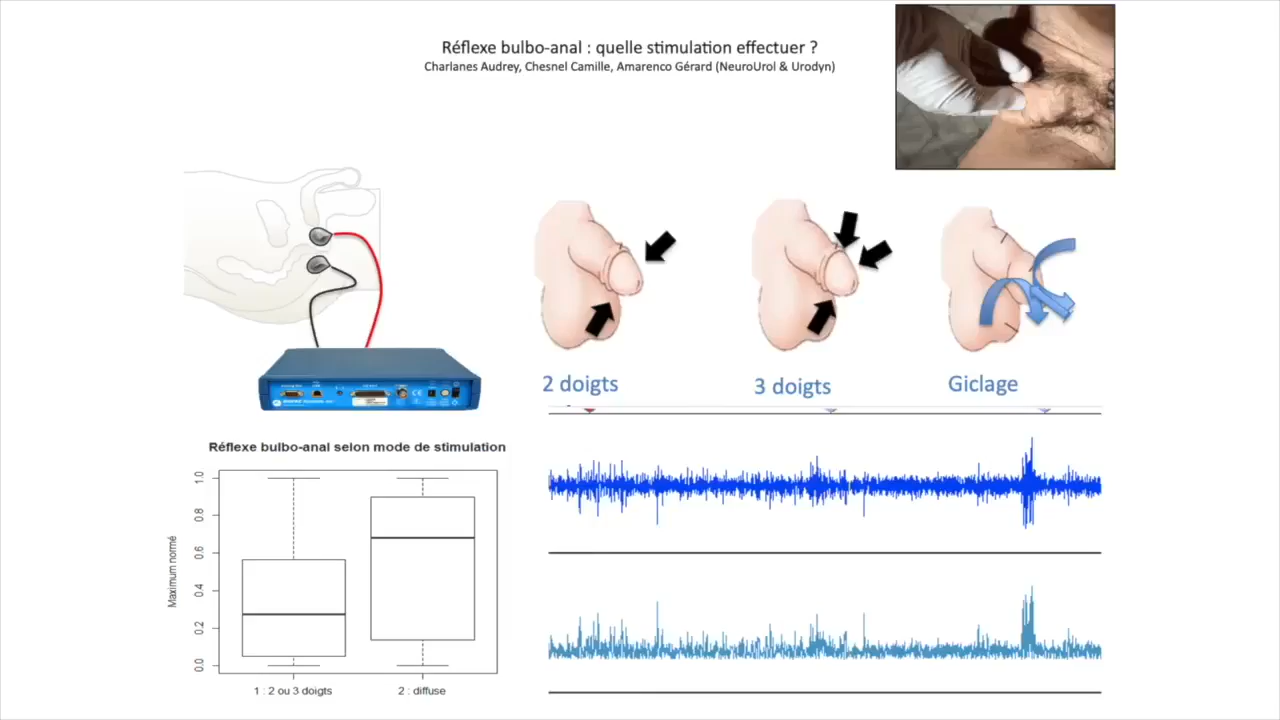 Réflexe bulbo-anal : quelle stimulation effectuer ?
Charlanes Audrey, Chesnel Camille, Amarenco Gérard (NeuroUrol & Urodyn)
2 doigts
3 doigts
Giclage
Réflexe bulbo-anal selon mode de stimulation
Maximum normé
1.0
0.8
0.6
0.4
0.2
0.0
1 : 2 ou 3 doigts
2 : diffuse